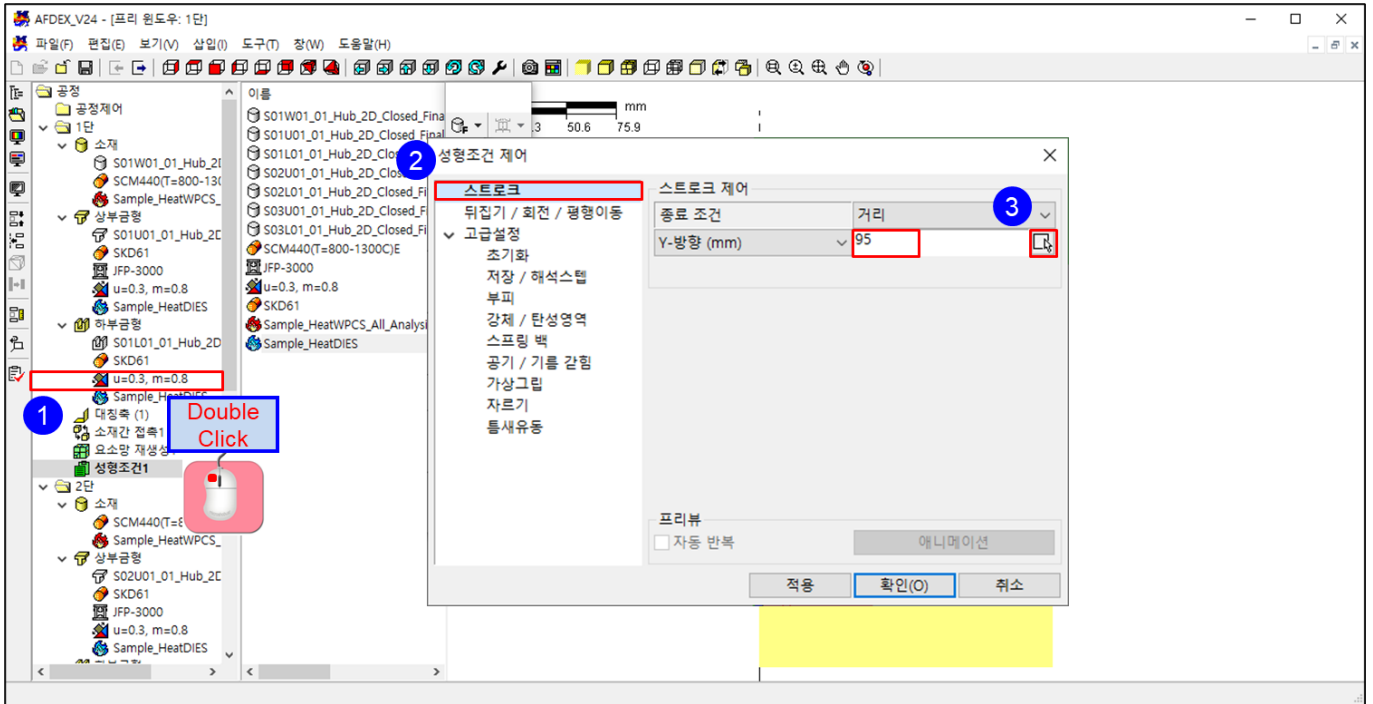 AFDEX_V24 - [프리 윈도우: 1단]
파일(F) 편집(E) 보기(V) 삽입(I) 도구(T) 창(W) 도움말(H)
공정
공정제어
1단
소재
S01W01_01_Hub_2D
SCM440(T=800-130
Sample_HeatWPCS_
상부금형
S01U01_01_Hub_2D
SKD61
JFP-3000
u=0.3, m=0.8
Sample_HeatDIES
하부금형
S01L01_01_Hub_2D
SKD61
u=0.3, m=0.8
Sample_HeatDIES
대칭축 (1)
소재간 접촉1
요소망 재생성
성형조건1
2단
소재
SCM440(T=8
Sample_HeatWPCS_
상부금형
S02U01_01_Hub_2D
SKD61
JFP-3000
u=0.3, m=0.8
Sample_HeatDIES
하부금형
1
Double
Click
이름
S01W01_01_Hub_2D_Closed_Fina
S01U01_01_Hub_2D_Closed_Final
S01L01_01_Hub_2D_Clo
S02U01_01_Hub_2D_Clos
S02L01_01_Hub_2D_Closed_Fi
S03U01_01_Hub_2D_Closed_F
S03L01_01_Hub_2D_Closed_Fi
SCM440(T=800-1300C)E
JFP-3000
u=0.3, m=0.8
SKD61
Sample_HeatWPCS_All_Analysi
Sample_HeatDIES
mm
.3 50.6 75.9
2
성형조건 제어
스트로크
뒤집기 / 회전 / 평행이동
고급설정
초기화
저장 / 해석스텝
부피
강체 / 탄성영역
스프링 백
공기 / 기름 갇힘
가상그립
자르기
틈새유동
스트로크 제어
종료 조건 거리
3
Y-방향 (mm) 95
프리뷰
자동 반복 애니메이션
적용 확인(O) 취소